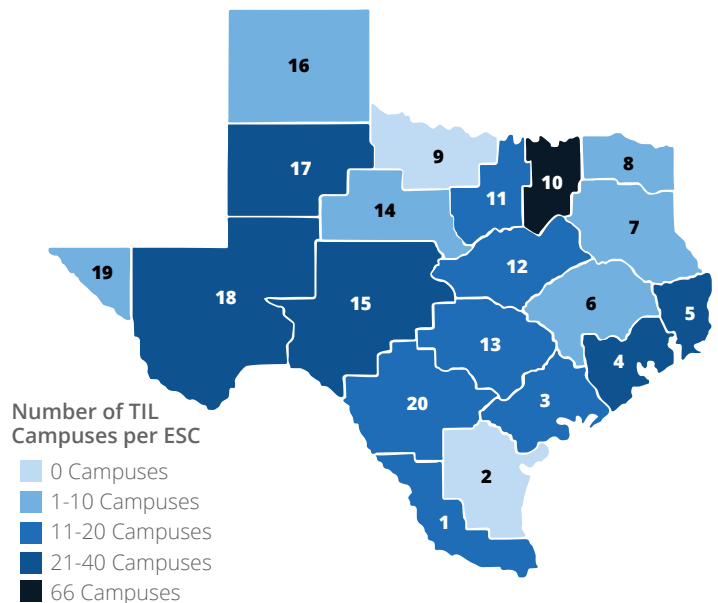 16
9
8
17
10
11
14
7
12
19
18
15
6
5
13
4
20
3
2
1
Number of TIL
Campuses per ESC
0 Campuses
1-10 Campuses
11-20 Campuses
21-40 Campuses
66 Campuses